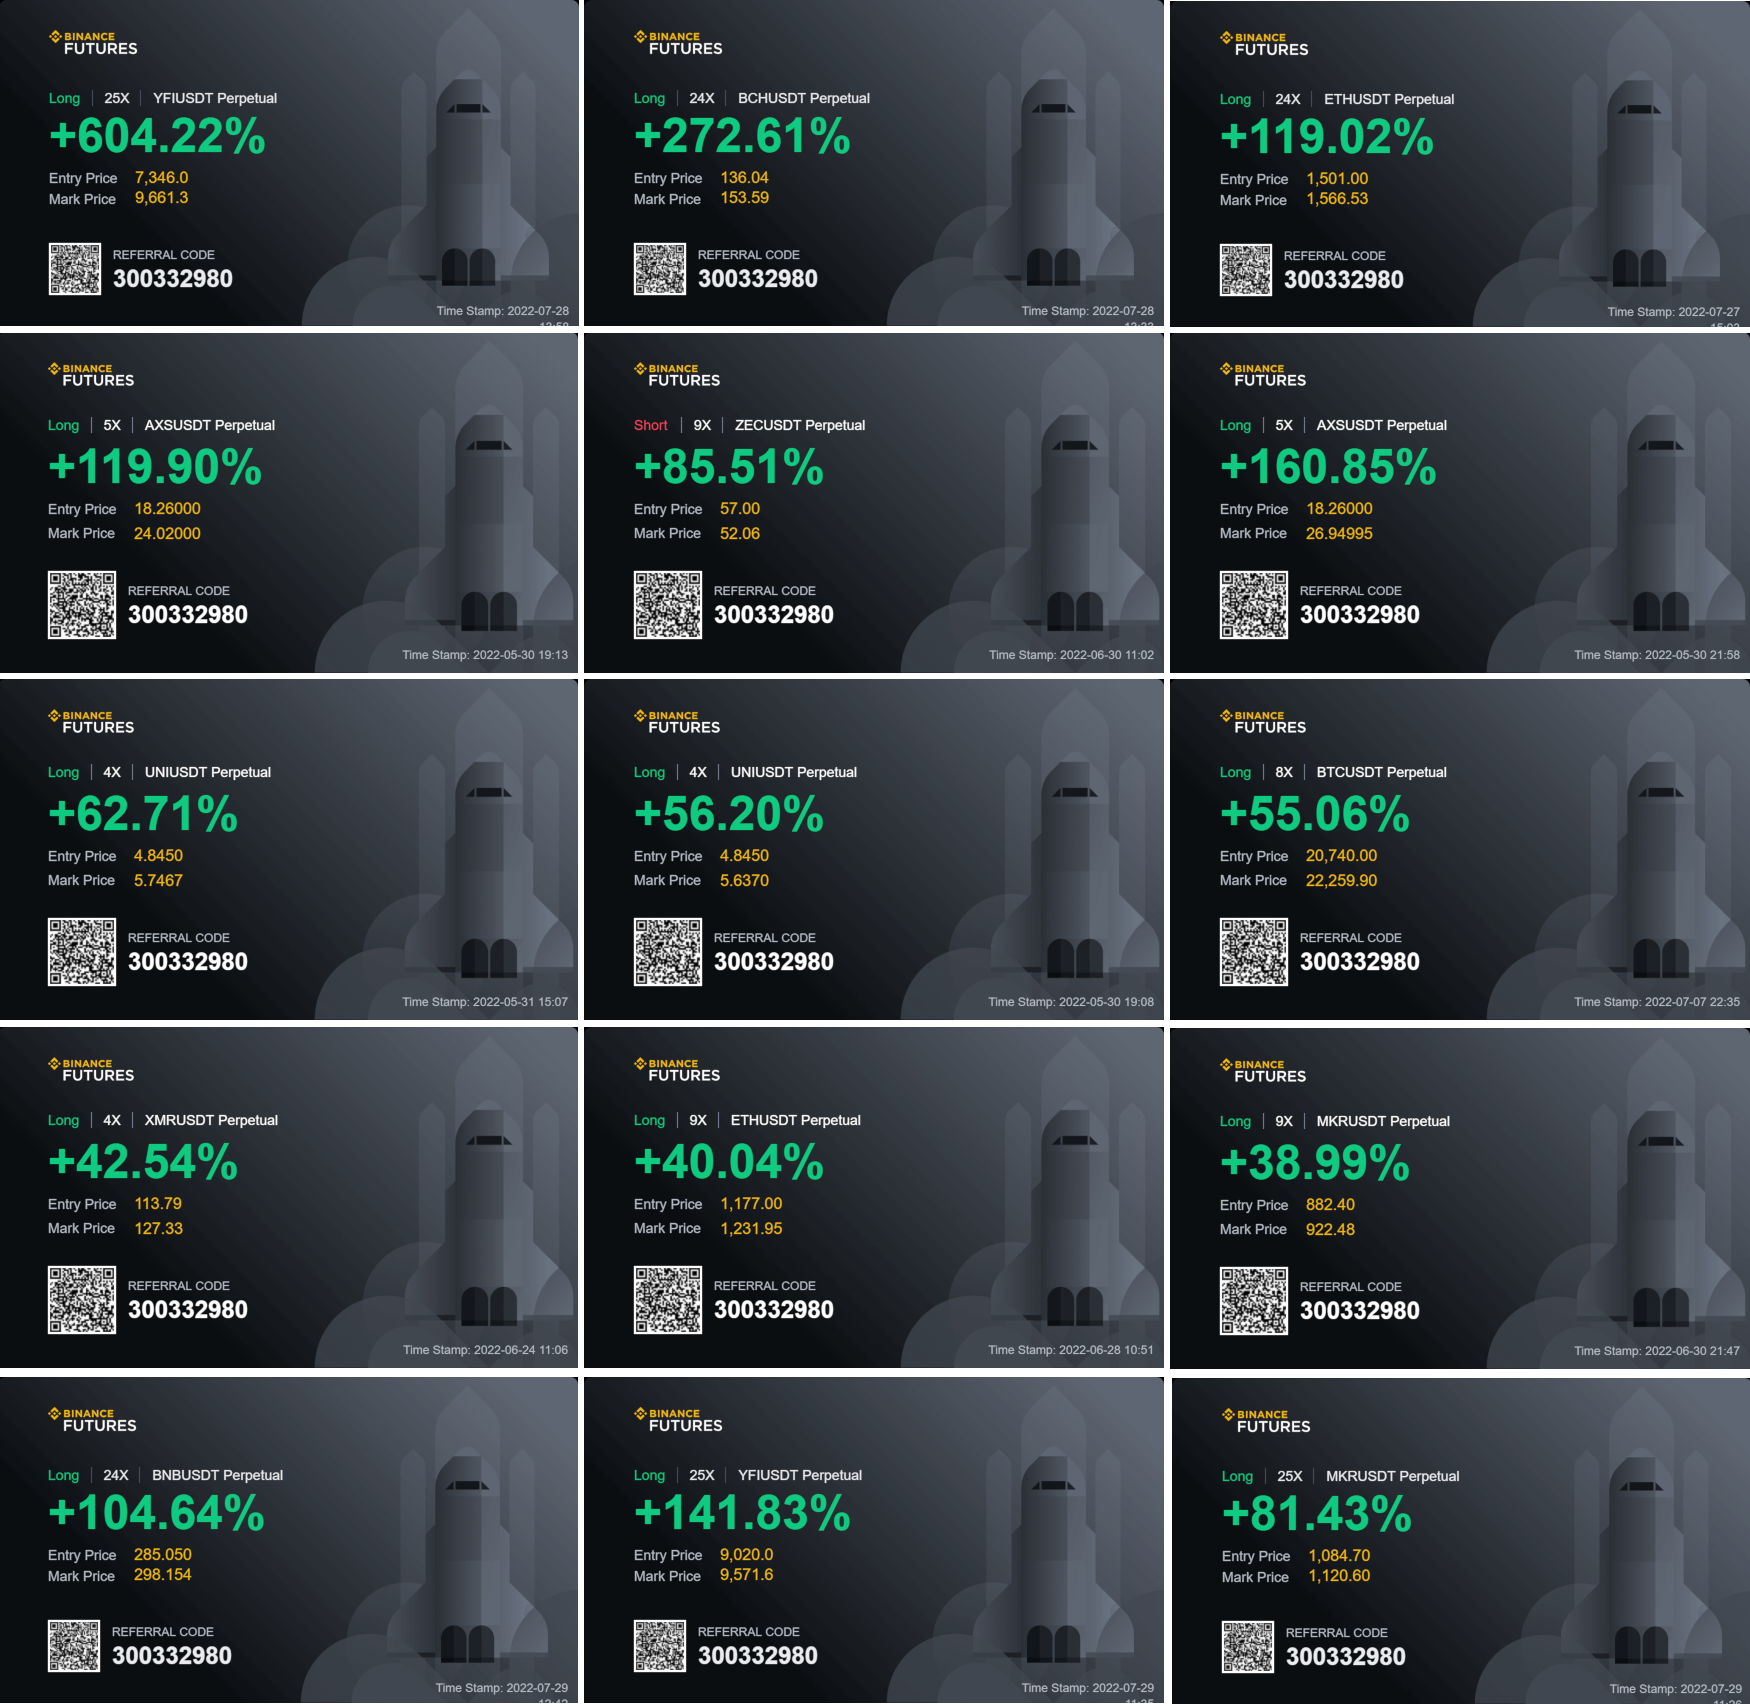 BINANCE
FUTURES
Long | 25X | YFIUSDT Perpetual
+604.22%
Entry Price 7,346.0
Mark Price 9,661.3
REFERRAL CODE
300332980
Time Stamp: 2022-07-28
BINANCE
FUTURES
Long | 24X | BCHUSDT Perpetual
+272.61%
Entry Price 136.04
Mark Price 153.59
REFERRAL CODE
300332980
Time Stamp: 2022-07-28
BINANCE
FUTURES
Long | 24X | ETHUSDT Perpetual
+119.02%
Entry Price 1,501.00
Mark Price 1,566.53
REFERRAL CODE
300332980
Time Stamp: 2022-07-27
BINANCE
FUTURES
Long | 5X | AXSUSDT Perpetual
+119.90%
Entry Price 18.26000
Mark Price 24.02000
REFERRAL CODE
300332980
Time Stamp: 2022-05-30 19:13
BINANCE
FUTURES
Short | 9X | ZECUSDT Perpetual
+85.51%
Entry Price 57.00
Mark Price 52.06
REFERRAL CODE
300332980
Time Stamp: 2022-06-30 11:02
BINANCE
FUTURES
Long | 5X | AXSUSDT Perpetual
+160.85%
Entry Price 18.26000
Mark Price 26.94995
REFERRAL CODE
300332980
Time Stamp: 2022-05-30 21:58
BINANCE
FUTURES
Long | 4X | UNIUSDT Perpetual
+62.71%
Entry Price 4.8450
Mark Price 5.7467
REFERRAL CODE
300332980
Time Stamp: 2022-05-31 15:07
BINANCE
FUTURES
Long | 4X | UNIUSDT Perpetual
+56.20%
Entry Price 4.8450
Mark Price 5.6370
REFERRAL CODE
300332980
Time Stamp: 2022-05-30 19:08
BINANCE
FUTURES
Long | 8X | BTCUSDT Perpetual
+55.06%
Entry Price 20,740.00
Mark Price 22,259.90
REFERRAL CODE
300332980
Time Stamp: 2022-07-07 22:35
BINANCE
FUTURES
Long | 4X | XMRUSDT Perpetual
+42.54%
Entry Price 113.79
Mark Price 127.33
REFERRAL CODE
300332980
Time Stamp: 2022-06-24 11:06
BINANCE
FUTURES
Long | 9X | ETHUSDT Perpetual
+40.04%
Entry Price 1,177.00
Mark Price 1,231.95
REFERRAL CODE
300332980
Time Stamp: 2022-06-28 10:51
BINANCE
FUTURES
Long | 9X | MKRUSDT Perpetual
+38.99%
Entry Price 882.40
Mark Price 922.48
REFERRAL CODE
300332980
Time Stamp: 2022-06-30 21:47
BINANCE
FUTURES
Long | 24X | BNBUSDT Perpetual
+104.64%
Entry Price 285.050
Mark Price 298.154
REFERRAL CODE
300332980
Time Stamp: 2022-07-29
BINANCE
FUTURES
Long | 25X | YFIUSDT Perpetual
+141.83%
Entry Price 9,020.0
Mark Price 9,571.6
REFERRAL CODE
300332980
Time Stamp: 2022-07-29
BINANCE
FUTURES
Long | 25X | MKRUSDT Perpetual
+81.43%
Entry Price 1,084.70
Mark Price 1,120.60
REFERRAL CODE
300332980
Time Stamp: 2022-07-29